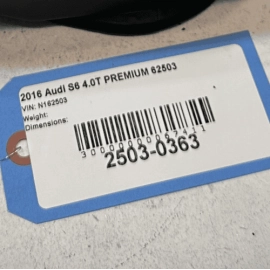 2016 Audi S6 4.0T PREMIUM 62503
VIN: N162503
Weight:
Dimensions:
2503-0363